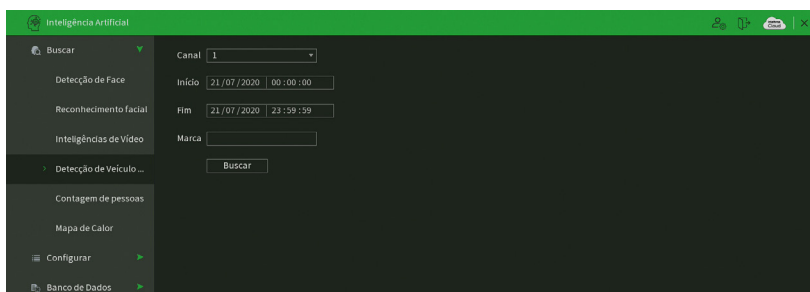 Inteligência Artificial
Buscar
Detecção de Face
Reconhecimento facial
Inteligências de Vídeo
Detecção de Veículo ...
Contagem de pessoas
Mapa de Calor
Configurar
Banco de Dados
Canal 1
Início 21/07/2020 00:00:00
Fim 21/07/2020 23:59:59
Marca
Buscar
Cloud